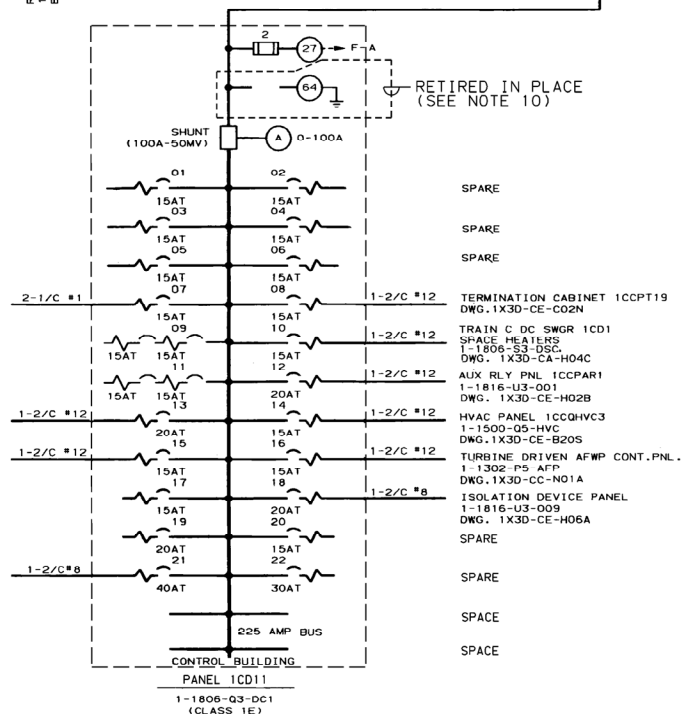 2
27
F-A
64
RETIRED IN PLACE
(SEE NOTE 10)
SHUNT
(100A-50MV)
A
0-100A
01 02
15AT 15AT
SPARE
03 04
15AT 15AT
SPARE
05 06
15AT 15AT
SPARE
2-1/C #1
07 08
15AT 15AT
1-2/C #12
TERMINATION CABINET 1CCPT19
DWG.1X3D-CE-C02N
09 10
15AT 15AT 15AT
1-2/C #12
TRAIN C DC SWGR 1CD1
SPACE HEATERS
1-1806-S3-DSC.
DWG. 1X3D-CA-H04C
11 12
15AT 15AT 20AT
1-2/C #12
AUX RLY PNL 1CCPAR1
1-1816-U3-001
DWG. 1X3D-CE-H02B
1-2/C #12
13 14
20AT 15AT
1-2/C #12
HVAC PANEL 1CCQHVC3
1-1500-Q5-HVC
DWG.1X3D-CE-B20S
1-2/C #12
15 16
15AT 15AT
1-2/C #12
TURBINE DRIVEN AFWP CONT.PNL.
1-1302-P5-AFP
DWG.1X3D-CC-N01A
17 18
15AT 20AT
1-2/C #8
ISOLATION DEVICE PANEL
1-1816-U3-009
DWG. 1X3D-CE-H06A
19 20
20AT 15AT
SPARE
1-2/C#8
21 22
40AT 30AT
SPARE
SPACE
225 AMP BUS
SPACE
CONTROL BUILDING
PANEL 1CD11
1-1806-Q3-DC1
(CLASS 1E)